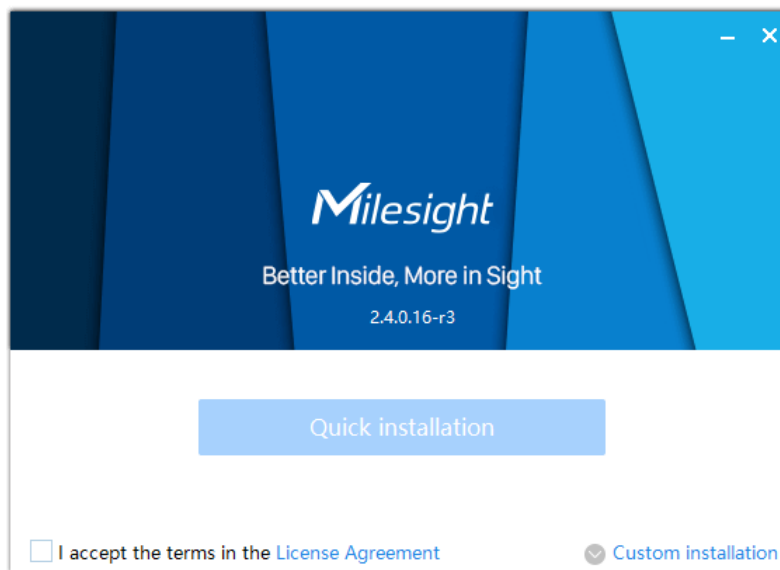 Milesight
Better Inside, More in Sight
2.4.0.16-r3
Quick installation
I accept the terms in the License Agreement
Custom installation